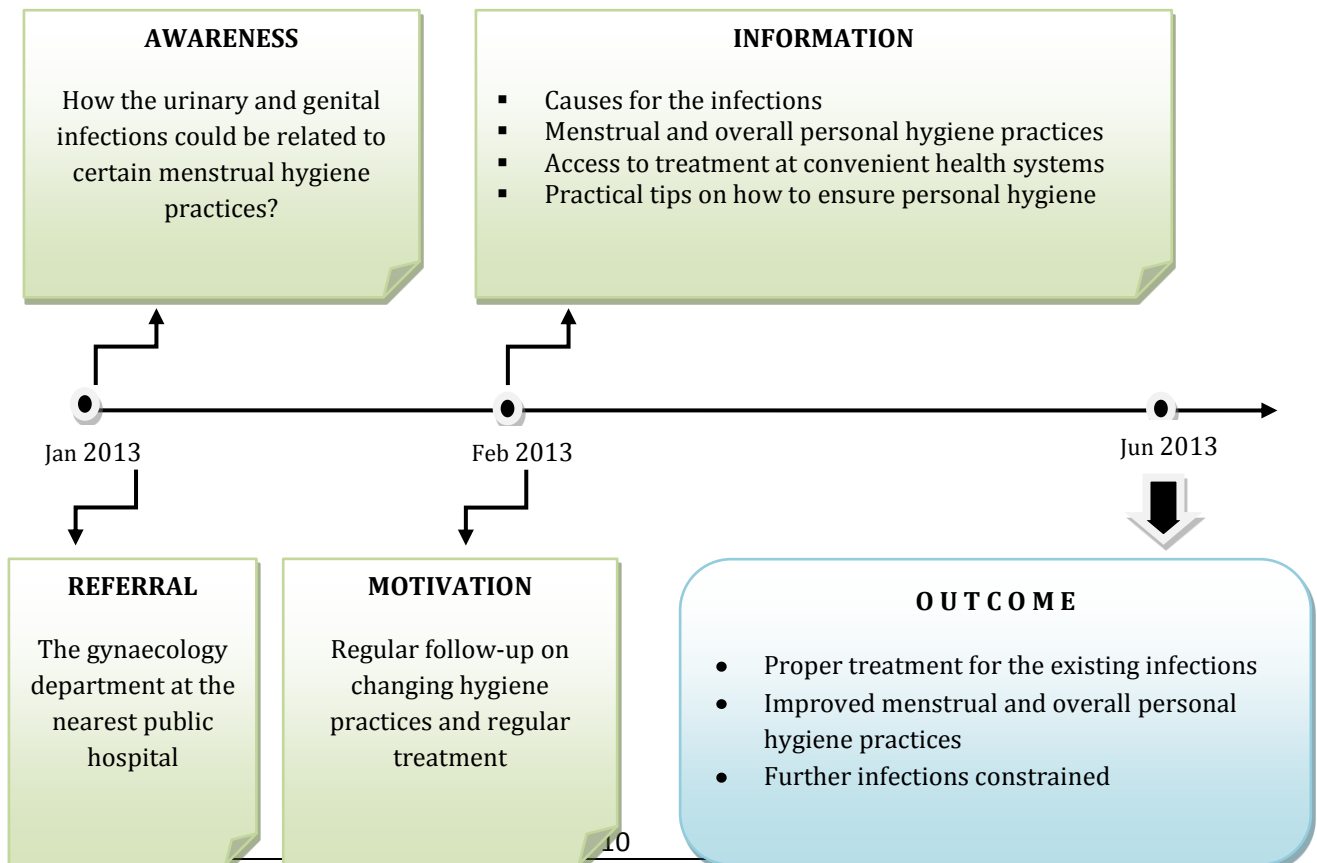 AWARENESS
How the urinary and genital
infections could be related to
certain menstrual hygiene
practices?
INFORMATION
▪ Causes for the infections
▪ Menstrual and overall personal hygiene practices
▪ Access to treatment at convenient health systems
▪ Practical tips on how to ensure personal hygiene
Jan 2013
Feb 2013
Jun 2013
REFERRAL
The gynaecology
department at the
nearest public
hospital
MOTIVATION
Regular follow-up on
changing hygiene
practices and regular
treatment
O U T C O M E
• Proper treatment for the existing infections
• Improved menstrual and overall personal
hygiene practices
• Further infections constrained
10